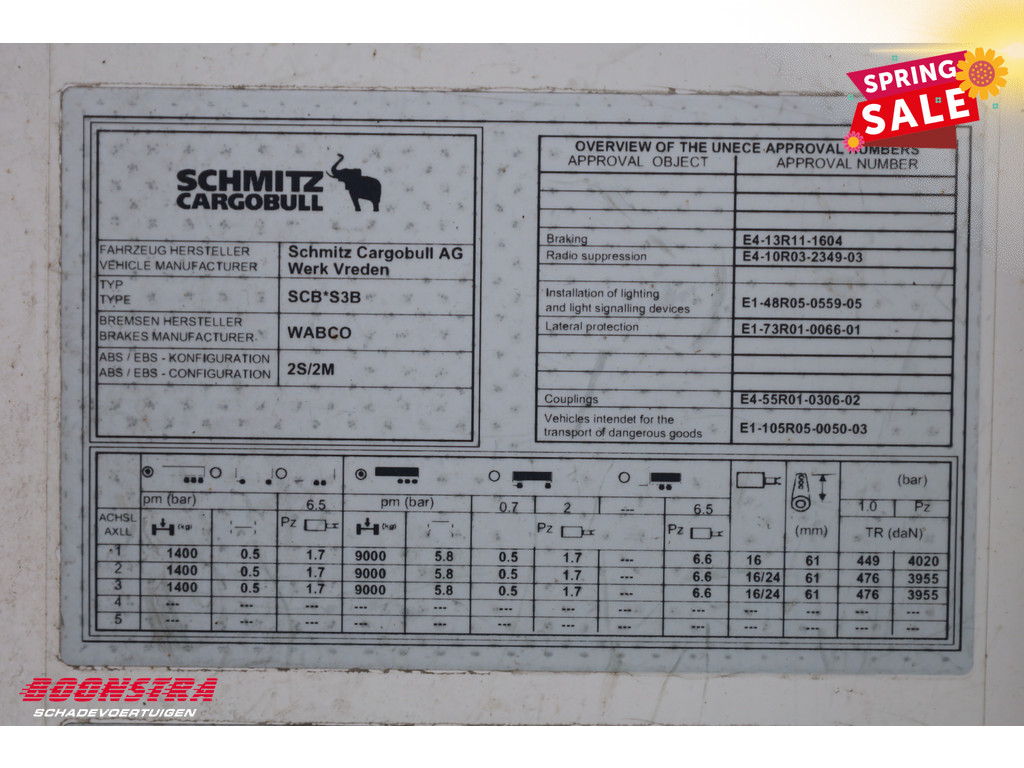 SPRING
SALE
SCHMITZ
CARGOBULL
FAHRZEUG HERSTELLER
VEHICLE MANUFACTURER
Schmitz Cargobull AG
Werk Vreden
TYP
TYPE
SCB*S3B
BREMSEN HERSTELLER
BRAKES MANUFACTURER
WABCO
ABS / EBS - KONFIGURATION
ABS / EBS - CONFIGURATION
2S/2M
OVERVIEW OF THE UNECE-APPROVAL NUMBERS
APPROVAL OBJECT APPROVAL NUMBER
Braking E4-13R11-1604
Radio suppression E4-10R03-2349-03
Installation of lighting
and light signalling devices E1-48R05-0559-05
Lateral protection E1-73R01-0066-01
Couplings E4-55R01-0306-02
Vehicles intendet for the
transport of dangerous goods E1-105R05-0050-03
(bar)
pm (bar) 6.5 pm (bar) 0.7 2 --- 6.5 1.0 Pz
ACHSL
AXLL
(kg) Pz (kg) Pz Pz (mm) TR (daN)
1 1400 0.5 1.7 9000 5.8 0.5 1.7 --- 6.6 16 61 449 4020
2 1400 0.5 1.7 9000 5.8 0.5 1.7 --- 6.6 16/24 61 476 3955
3 1400 0.5 1.7 9000 5.8 0.5 1.7 --- 6.6 16/24 61 476 3955
4 --- --- --- --- --- --- --- --- --- --- --- --- ---
5 --- --- --- --- --- --- --- --- --- --- --- --- ---
BOONSTRA
SCHADEVOERTUIGEN